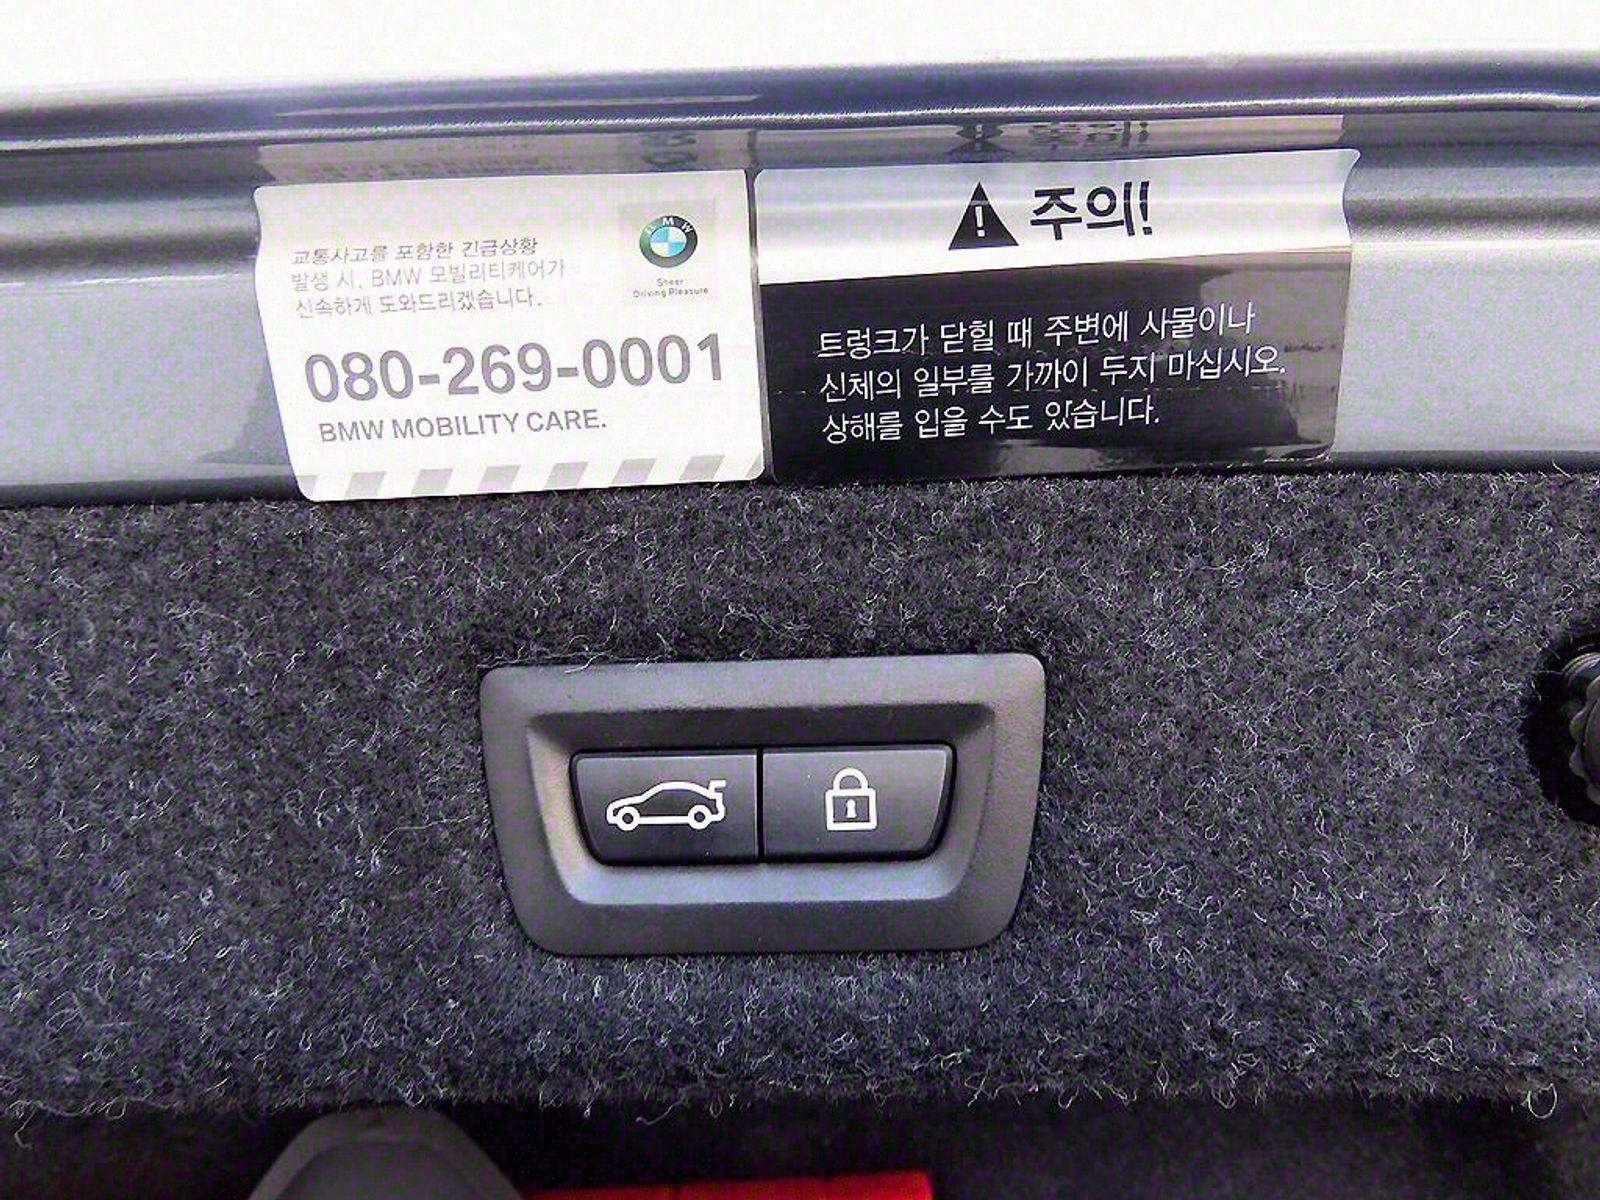 교통사고를 포함한 긴급상황
발생 시, BMW 모빌리티케어가
신속하게 도와드리겠습니다.
BMW
Sheer
Driving Pleasure
080-269-0001
BMW MOBILITY CARE.
주의!
트렁크가 닫힐 때 주변에 사물이나
신체의 일부를 가까이 두지 마십시오.
상해를 입을 수도 있습니다.